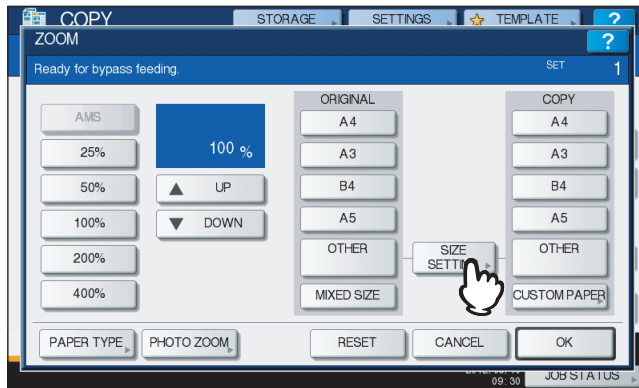 COPY
STORAGE
SETTINGS
TEMPLATE
?
ZOOM
?
Ready for bypass feeding.
SET 1
ORIGINAL
COPY
AMS
100 %
A4
A4
25%
A3
A3
50%
UP
B4
B4
100%
DOWN
A5
A5
200%
OTHER
SIZE
OTHER
400%
MIXED SIZE
CUSTOM PAPER
PAPER TYPE
PHOTO ZOOM
RESET
CANCEL
OK
09:30
JOB STATUS